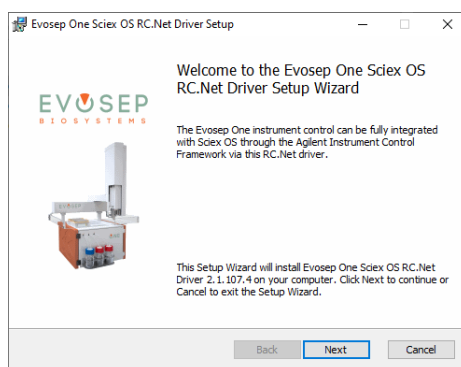 Evosep One Sciex OS RC.Net Driver Setup
Welcome to the Evosep One Sciex OS
RC.Net Driver Setup Wizard
EVOSEP
BIOSYSTEMS
The Evosep One instrument control can be fully integrated
with Sciex OS through the Agilent Instrument Control
Framework via this RC.Net driver.
EVOSEP
This Setup Wizard will install Evosep One Sciex OS RC.Net
Driver 2.1.107.4 on your computer. Click Next to continue or
Cancel to exit the Setup Wizard.
Back Next Cancel